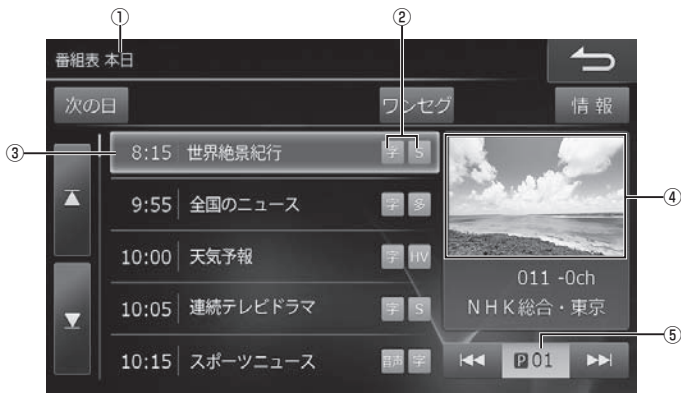 ①
②
番組表 本日
次の日
ワンセグ
情報
③
8:15 世界絶景紀行 字 S
④
9:55 全国のニュース 字 多
10:00 天気予報 字 HV
011 -0ch
10:05 連続テレビドラマ 字 S
NHK総合・東京
⑤
10:15 スポーツニュース 音声 字
P 01